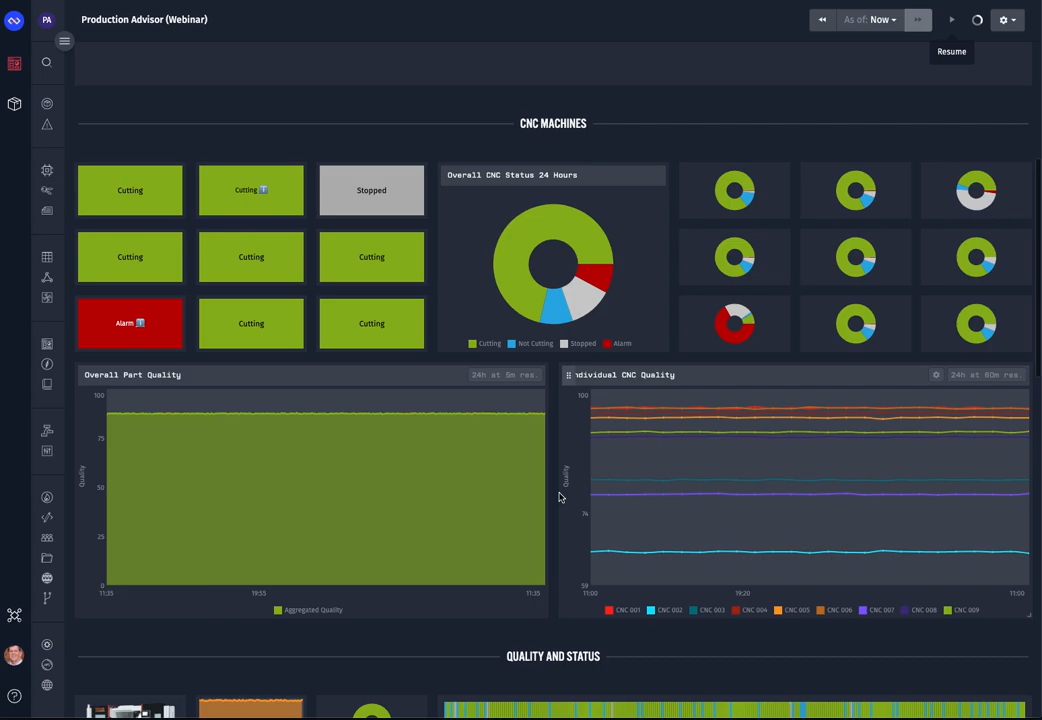 PA
Production Advisor (Webinar)
As of: Now
Resume
CNC MACHINES
Cutting
Cutting
Stopped
Cutting
Cutting
Cutting
Alarm
Cutting
Cutting
Overall CNC Status 24 Hours
Cutting
Not Cutting
Stopped
Alarm
Overall Part Quality
24h at 5m res.
100
75
50
25
0
Quality
11:35
19:55
11:35
Aggregated Quality
ndividual CNC Quality
24h at 60m res.
100
74
59
Quality
11:00
19:20
11:00
CNC 001
CNC 002
CNC 003
CNC 004
CNC 005
CNC 006
CNC 007
CNC 008
CNC 009
NT
QUALITY AND STATUS